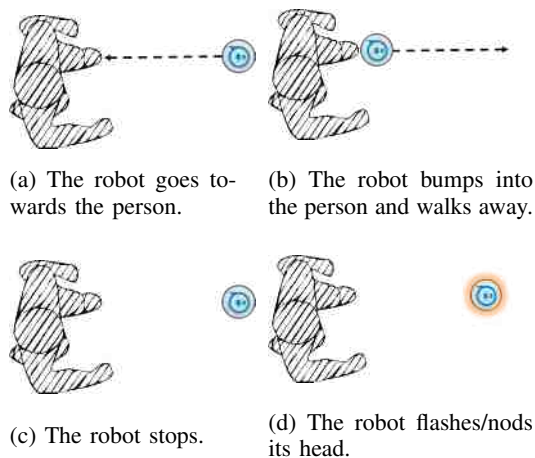 (a) The robot goes to-
wards the person.
(b) The robot bumps into
the person and walks away.
(c) The robot stops.
(d) The robot flashes/nods
its head.